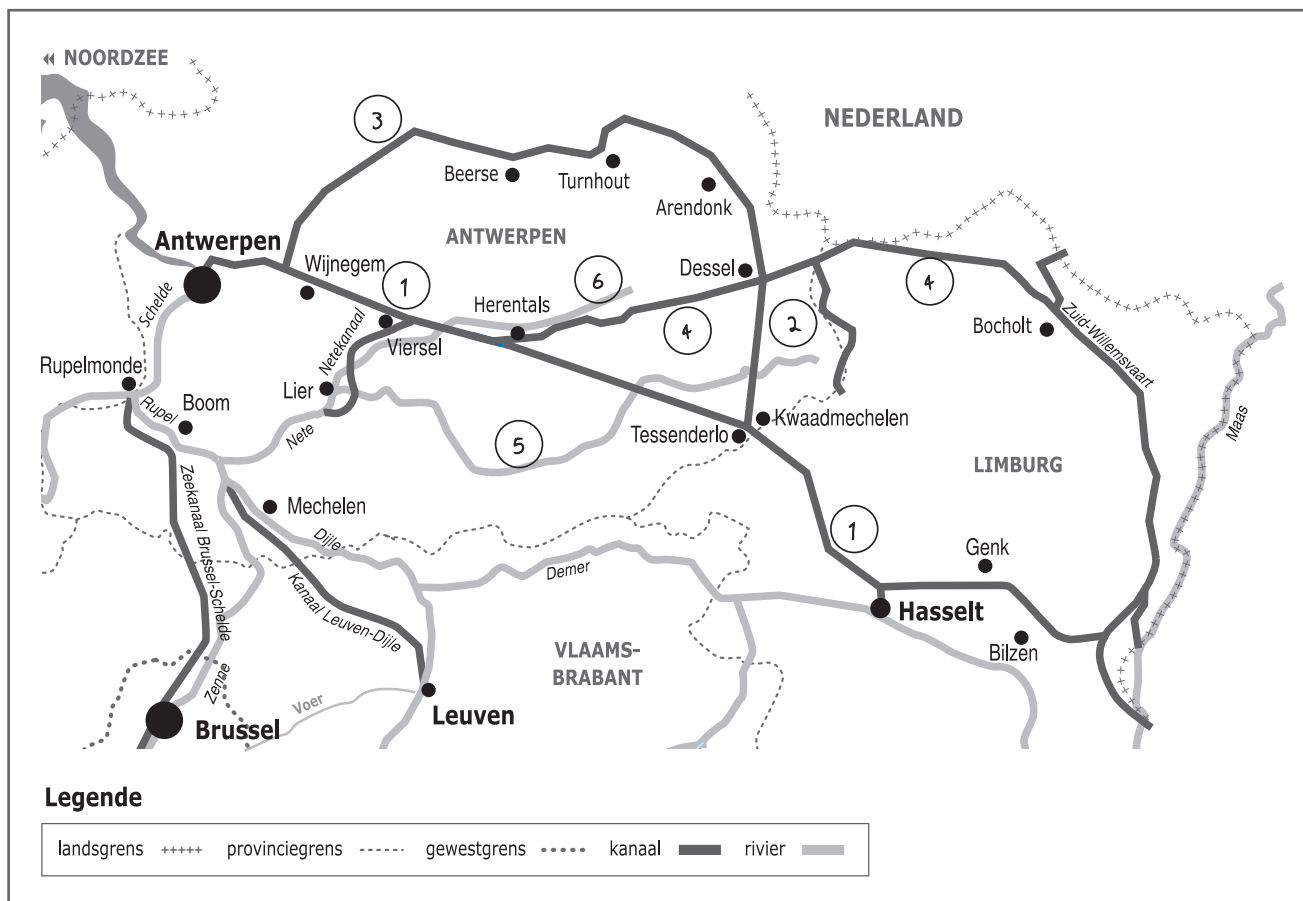 NOORDZEE
NEDERLAND
3
Beerse
Turnhout
Arendonk
Antwerpen
ANTWERPEN
Wijnegem
Dessel
1
6
4
Schelde
Herentals
4
2
Zuid-Willemsvaart
Bocholt
Netekanaal
Viersel
Rupelmonde
Rupel
Boom
Lier
Nete
Kwaadmechelen
Tessenderlo
5
Maas
LIMBURG
Zeekanaal Brussel-Schelde
Mechelen
Dijle
1
Genk
Demer
Kanaal Leuven-Dijle
Hasselt
VLAAMS-
BRABANT
Bilzen
Zenne
Voer
Leuven
Brussel
Legende
landsgrens provinciegrens gewestgrens kanaal rivier